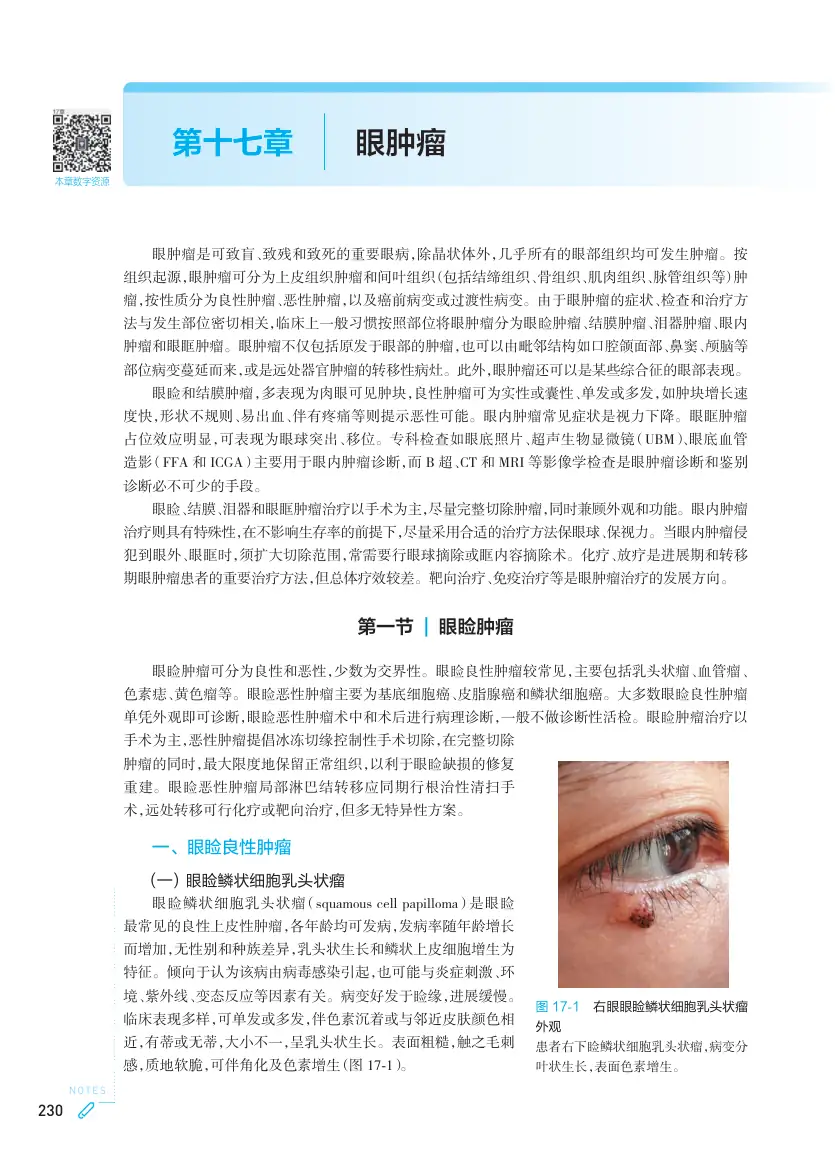 本章数字资源
第十七章
眼肿瘤
眼肿瘤是可致盲、致残和致死的重要眼病，除晶状体外，几乎所有的眼部组织均可发生肿瘤。按
组织起源，眼肿瘤可分为上皮组织肿瘤和间叶组织（包括结缔组织、骨组织、肌肉组织、脉管组织等）肿
瘤，按性质分为良性肿瘤、恶性肿瘤，以及癌前病变或过渡性病变。由于眼肿瘤的症状、检查和治疗方
法与发生部位密切相关，临床上一般习惯按照部位将眼肿瘤分为眼睑肿瘤、结膜肿瘤、泪器肿瘤、眼内
肿瘤和眼眶肿瘤。眼肿瘤不仅包括原发于眼部的肿瘤，也可以由毗邻结构如口腔颌面部、鼻窦、颅脑等
部位病变蔓延而来，或是远处器官肿瘤的转移性病灶。此外，眼肿瘤还可以是某些综合征的眼部表现。
眼睑和结膜肿瘤，多表现为肉眼可见肿块，良性肿瘤可为实性或囊性、单发或多发，如肿块增长速
度快，形状不规则、易出血、伴有疼痛等则提示恶性可能。眼内肿瘤常见症状是视力下降。眼眶肿瘤
占位效应明显，可表现为眼球突出、移位。专科检查如眼底照片、超声生物显微镜（UBM）、眼底血管
造影（FFA 和 ICGA）主要用于眼内肿瘤诊断，而 B 超、CT 和 MRI 等影像学检查是眼肿瘤诊断和鉴别
诊断必不可少的手段。
眼睑、结膜、泪器和眼眶肿瘤治疗以手术为主，尽量完整切除肿瘤，同时兼顾外观和功能。眼内肿瘤
治疗则具有特殊性，在不影响生存率的前提下，尽量采用合适的治疗方法保眼球、保视力。当眼内肿瘤侵
犯到眼外、眼眶时，须扩大切除范围，常需要行眼球摘除或眶内容摘除术。化疗、放疗是进展期和转移
期眼肿瘤患者的重要治疗方法，但总体疗效较差。靶向治疗、免疫治疗等是眼肿瘤治疗的发展方向。
第一节 | 眼睑肿瘤
眼睑肿瘤可分为良性和恶性，少数为交界性。眼睑良性肿瘤较常见，主要包括乳头状瘤、血管瘤、
色素痣、黄色瘤等。眼睑恶性肿瘤主要为基底细胞癌、皮脂腺癌和鳞状细胞癌。大多数眼睑良性肿瘤
单凭外观即可诊断，眼睑恶性肿瘤术中和术后进行病理诊断，一般不做诊断性活检。眼睑肿瘤治疗以
手术为主，恶性肿瘤提倡冰冻切缘控制性手术切除，在完整切除
肿瘤的同时，最大限度地保留正常组织，以利于眼睑缺损的修复
重建。眼睑恶性肿瘤局部淋巴结转移应同期行根治性清扫手
术，远处转移可行化疗或靶向治疗，但多无特异性方案。
一、眼睑良性肿瘤
（一）眼睑鳞状细胞乳头状瘤
眼睑鳞状细胞乳头状瘤（squamous cell papilloma）是眼睑
最常见的良性上皮性肿瘤，各年龄均可发病，发病率随年龄增长
而增加，无性别和种族差异，乳头状生长和鳞状上皮细胞增生为
特征。倾向于认为该病由病毒感染引起，也可能与炎症刺激、环
境、紫外线、变态反应等因素有关。病变好发于睑缘，进展缓慢。
临床表现多样，可单发或多发，伴色素沉着或与邻近皮肤颜色相
近，有蒂或无蒂，大小不一，呈乳头状生长。表面粗糙，触之毛刺
感，质地软脆，可伴角化及色素增生（图 17-1）。
图 17-1 右眼眼睑鳞状细胞乳头状瘤
外观
患者右下睑鳞状细胞乳头状瘤，病变分
叶状生长，表面色素增生。
NOTES
230